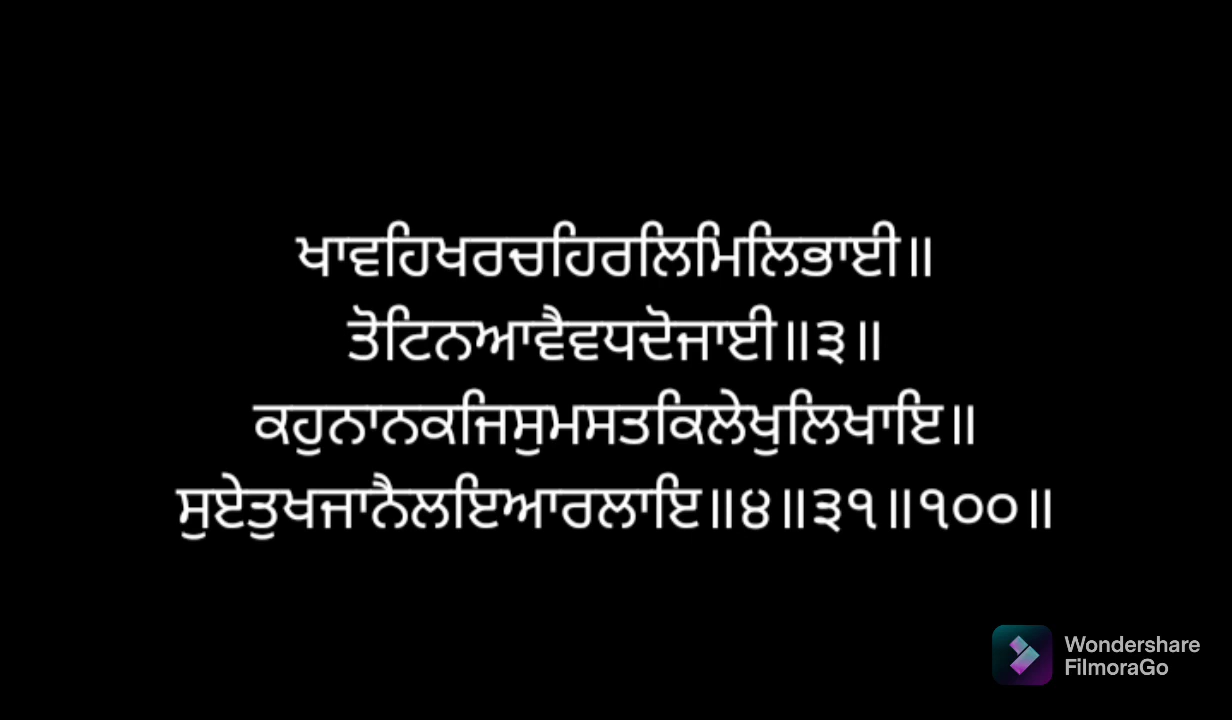 ਖਾਵਹਿਖਰਚਹਿਰਲਿਮਿਲਿਭਾਈ॥
ਤੋਟਿਨਆਵੈਵਧਦੋਜਾਈ॥੩॥
ਕਹੁਨਾਨਕਜਿਸੁਮਸਤਕਿਲੇਖੁਲਿਖਾਇ॥
ਸੁਏਤੁਖਜਾਨੈਲਇਆਰਲਾਇ॥੪॥੩੧॥੧੦੦॥
Wondershare
FilmoraGo